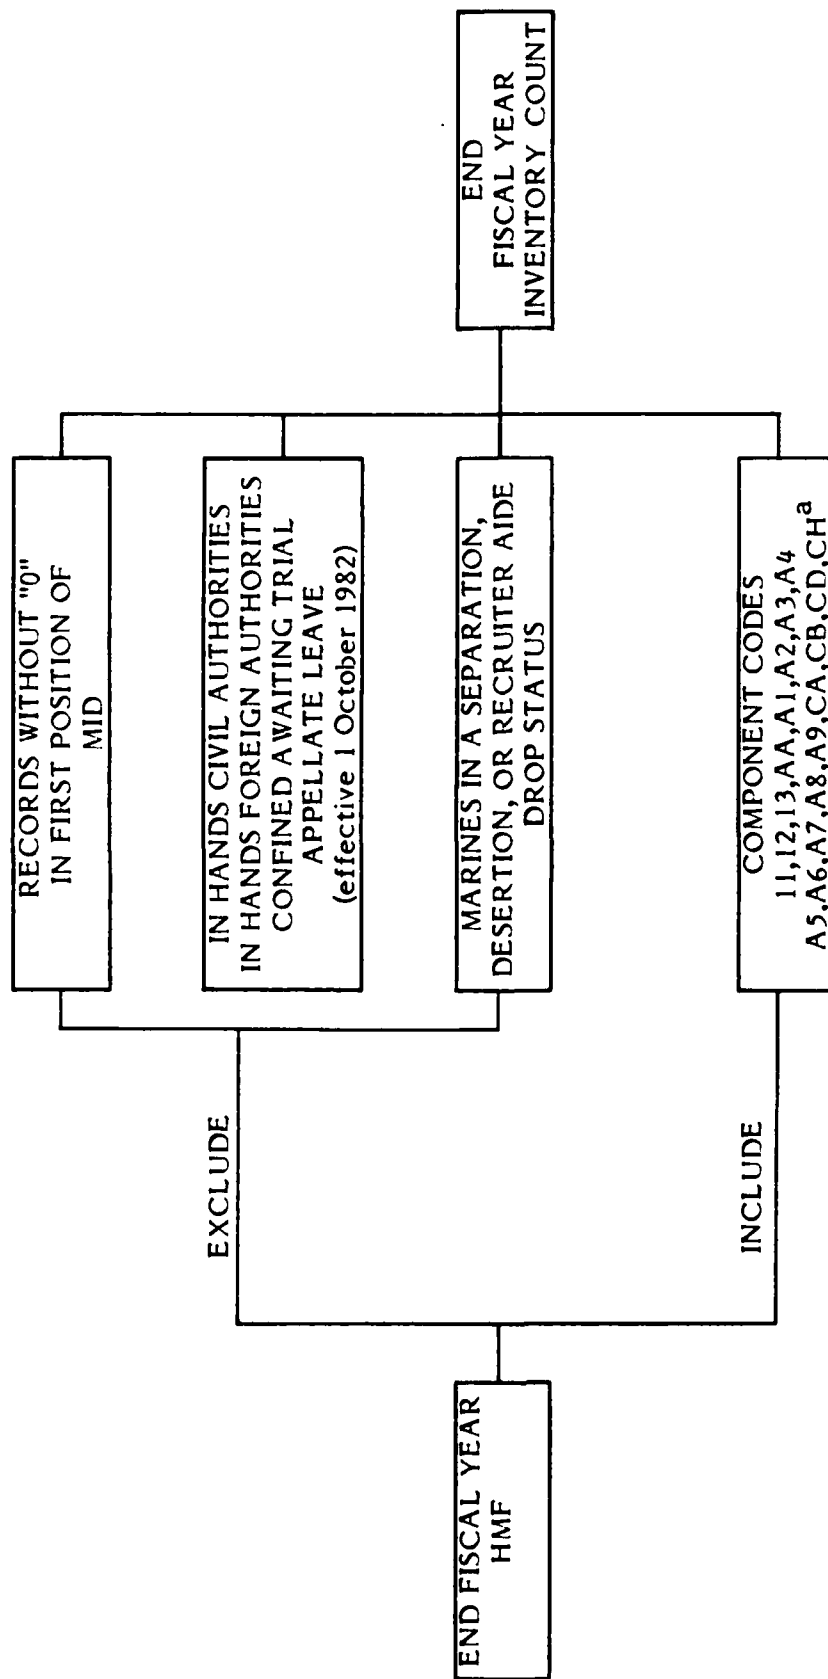 END FISCAL YEAR
HMF
EXCLUDE
INCLUDE
RECORDS WITHOUT "0"
IN FIRST POSITION OF
MID
IN HANDS CIVIL AUTHORITIES
IN HANDS FOREIGN AUTHORITIES
CONFINED AWAITING TRIAL
APPELLATE LEAVE
(effective 1 October 1982)
MARINES IN A SEPARATION,
DESERTION, OR RECRUITER AIDE
DROP STATUS
COMPONENT CODES
11,12,13,AA,A1,A2,A3,A4
A5,A6,A7,A8,A9,CA,CB,CD,CHª
END
FISCAL YEAR
INVENTORY COUNT